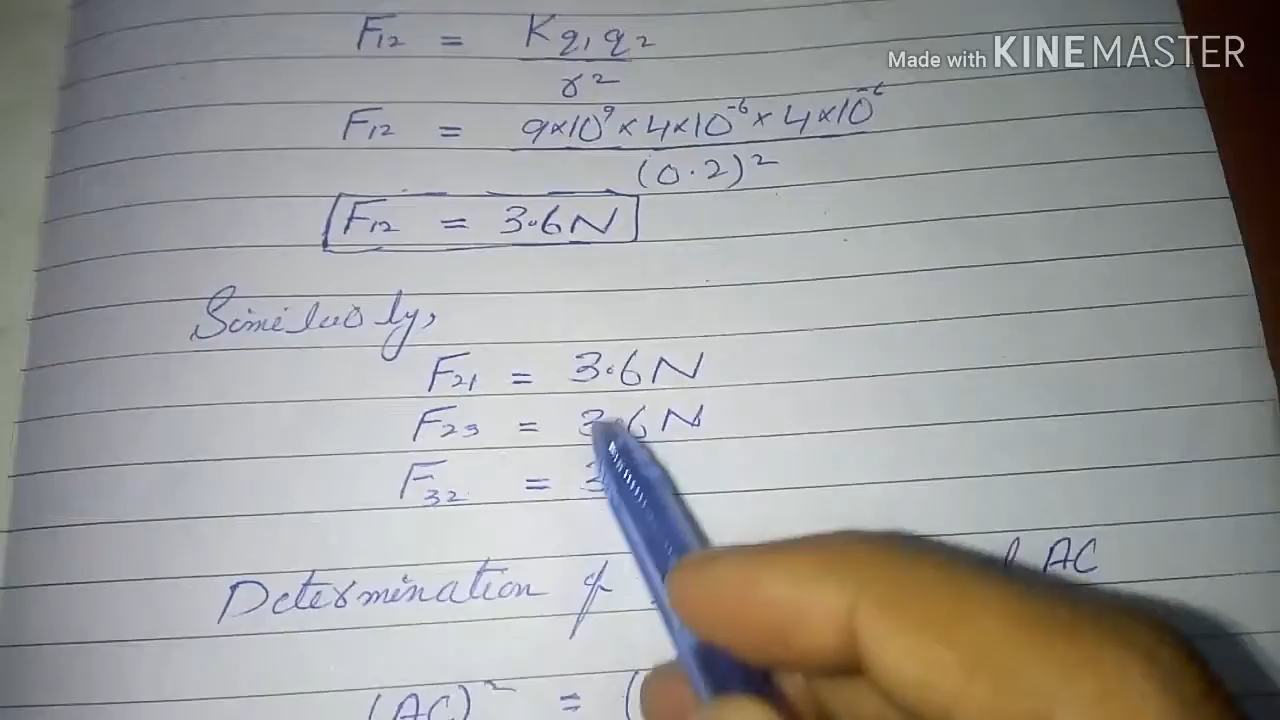 Made with KINEMASTER
F12 = Kq1q2
r²
F12 = 9×10⁹×4×10⁻⁶×4×10⁻⁶
(0.2)²
F12 = 3.6N
Similarly,
F21 = 3.6N
F23 = 3.6N
F32 = 3
Determination of AC
(AC)² = (